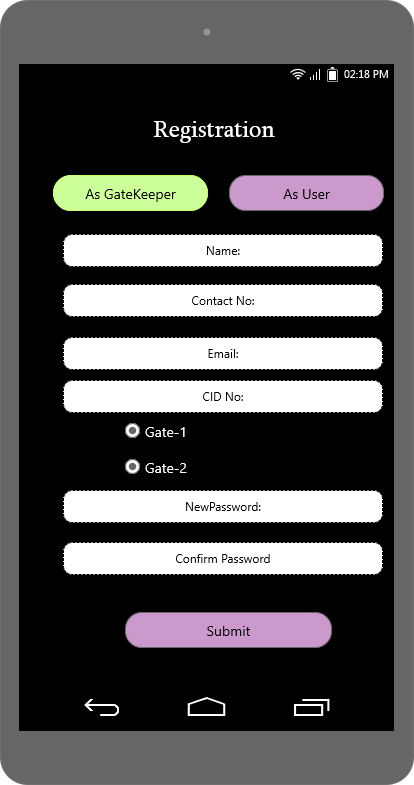 02:18 PM
Registration
As GateKeeper
As User
Name:
Contact No:
Email:
CID No:
Gate-1
Gate-2
NewPassword:
Confirm Password
Submit